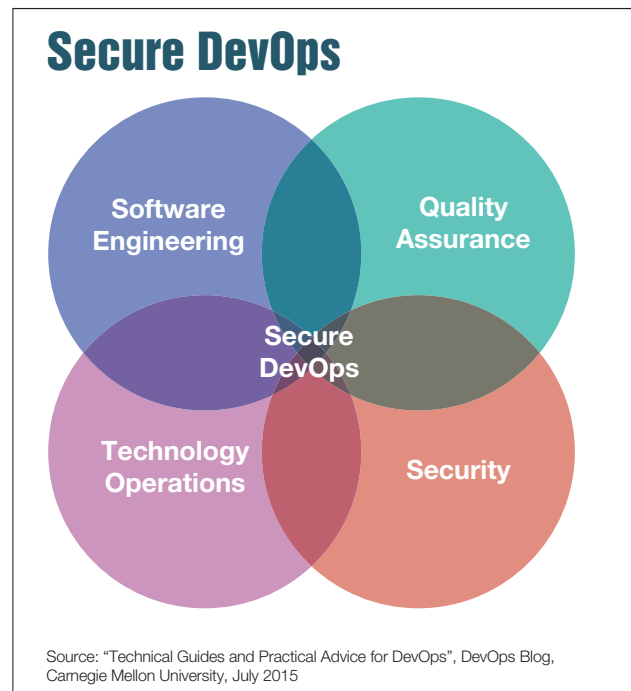 Secure DevOps
Software
Engineering
Quality
Assurance
Secure
DevOps
Technology
Operations
Security
Source: “Technical Guides and Practical Advice for DevOps”, DevOps Blog,
Carnegie Mellon University, July 2015